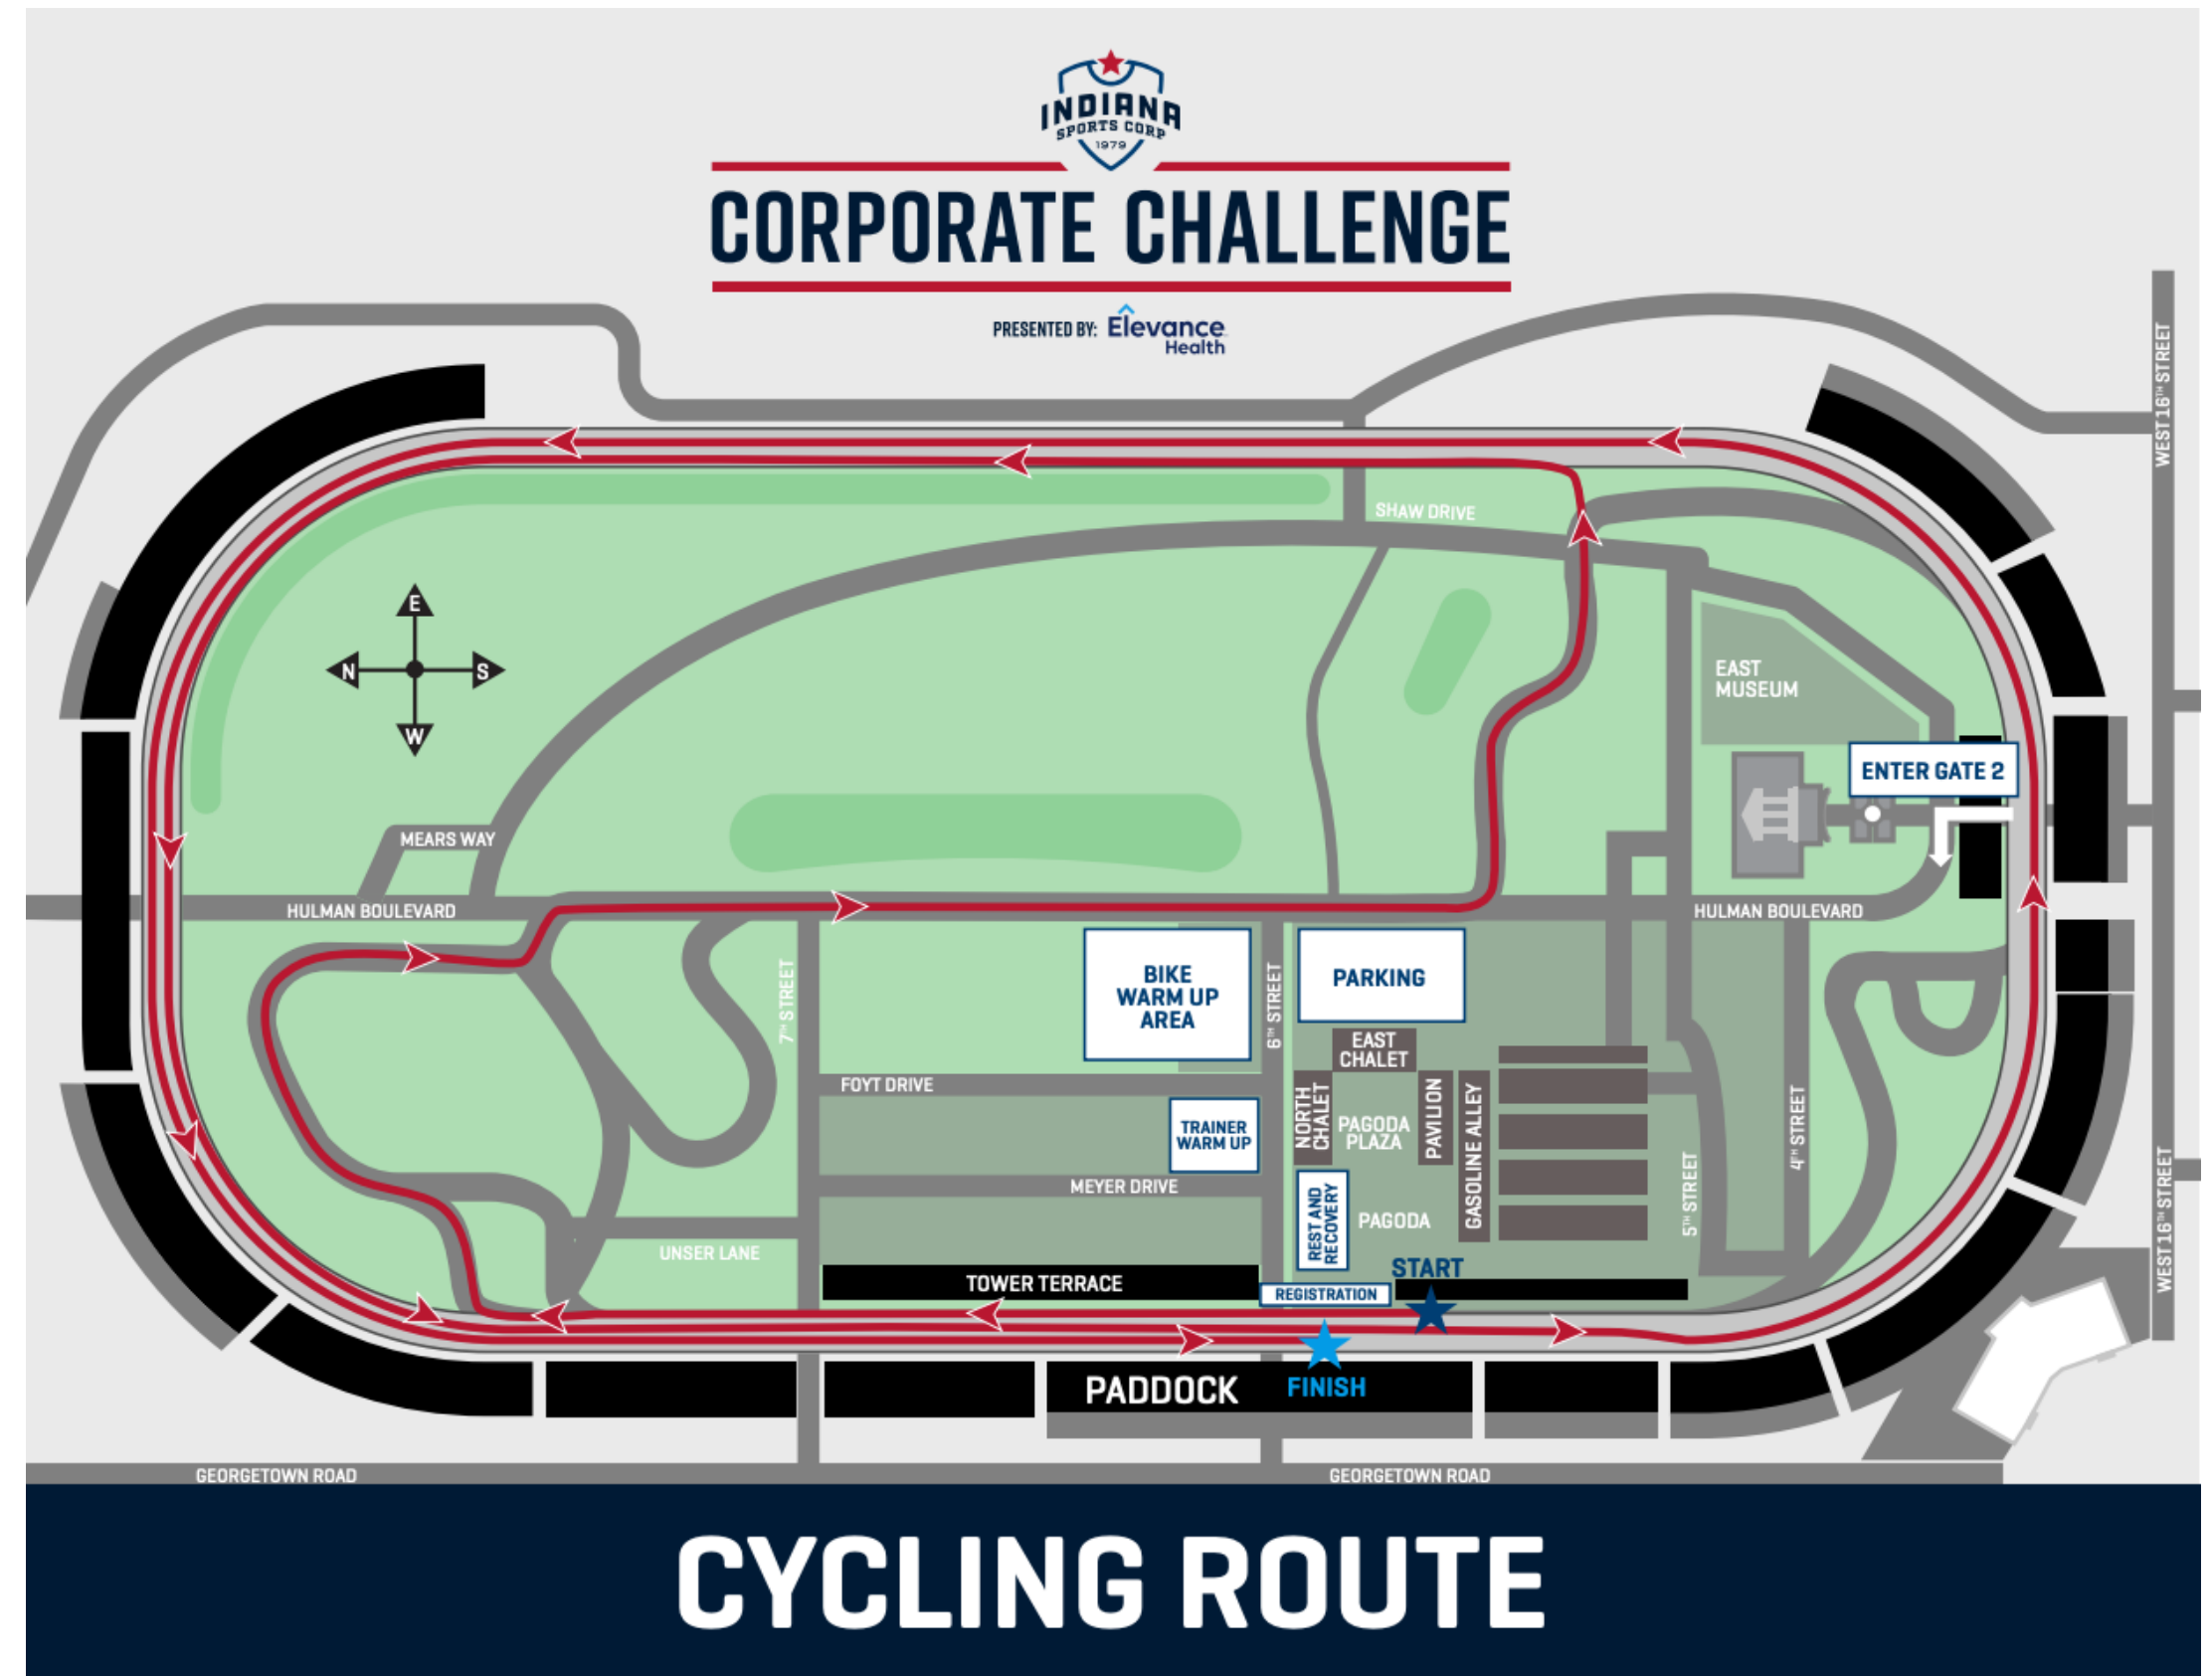 INDIANA
SPORTS CORP
1979
CORPORATE CHALLENGE
PRESENTED BY: Elevance
Health
WEST 16TH STREET
SHAW DRIVE
E
N
S
W
EAST
MUSEUM
ENTER GATE 2
MEARS WAY
HULMAN BOULEVARD
HULMAN BOULEVARD
BIKE
WARM UP
AREA
PARKING
7TH STREET
6TH STREET
EAST
CHALET
FOYT DRIVE
NORTH
CHALET
PAGODA
PLAZA
PAVILION
GASOLINE ALLEY
4TH STREET
TRAINER
WARM UP
MEYER DRIVE
REST AND
RECOVERY
PAGODA
5TH STREET
WEST 16TH STREET
UNSER LANE
START
TOWER TERRACE
REGISTRATION
PADDOCK
FINISH
GEORGETOWN ROAD
GEORGETOWN ROAD
CYCLING ROUTE